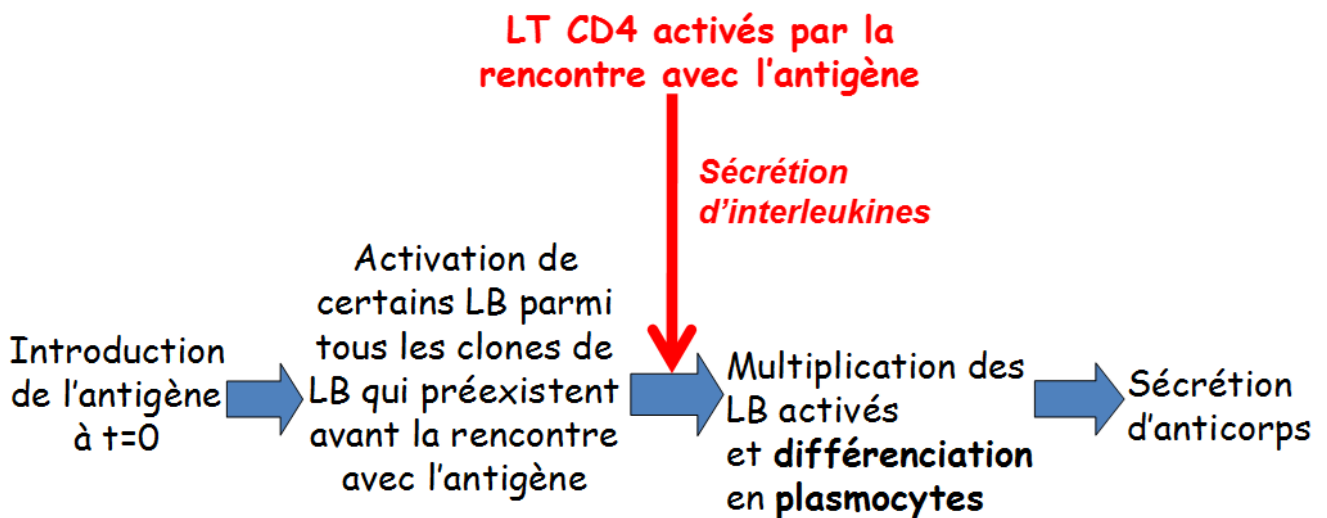 LT CD4 activés par la
rencontre avec l'antigène
Sécrétion
d'interleukines
Introduction
de l'antigène
à t=0
Activation de
certains LB parmi
tous les clones de
LB qui préexistent
avant la rencontre
avec l'antigène
Multiplication des
LB activés
et différenciation
en plasmocytes
Sécrétion
d'anticorps